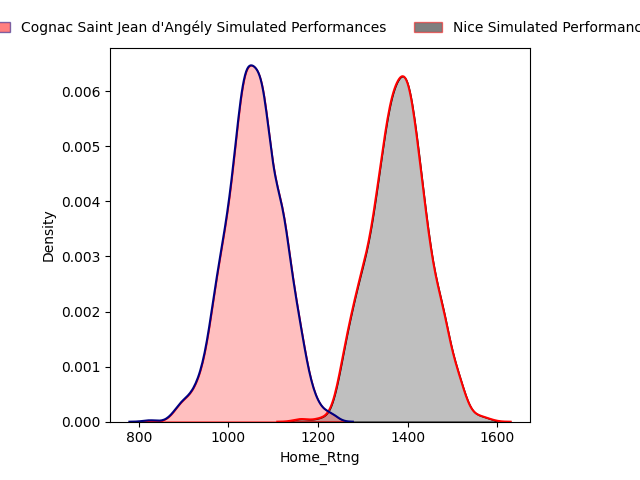 Cognac Saint Jean d'Angély Simulated Performances Nice Simulated Performanc
0.006
0.005
0.004
0.003
0.002
0.001
0.000
Density
800 1000 1200 1400 1600
Home_Rtng